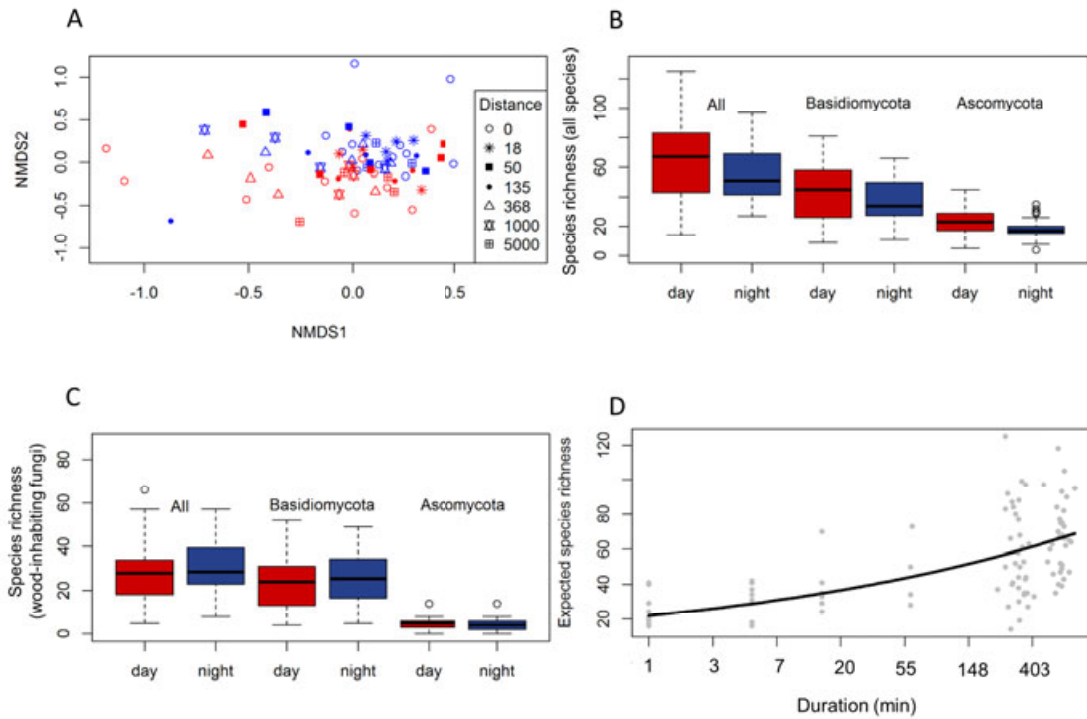 A
NMDS2
1.0
0.5
0.0
-0.5
-1.0
-1.0
-0.5
0.0
0.5
NMDS1
Distance
0
18
50
135
368
1000
5000
B
Species richness (all species)
100
60
20
0
All
Basidiomycota
Ascomycota
day
night
day
night
day
night
C
Species richness
(wood-inhabiting fungi)
80
60
40
20
0
All
Basidiomycota
Ascomycota
day
night
day
night
day
night
D
Expected species richness
120
100
80
60
40
20
1
3
7
20
55
148
403
Duration (min)